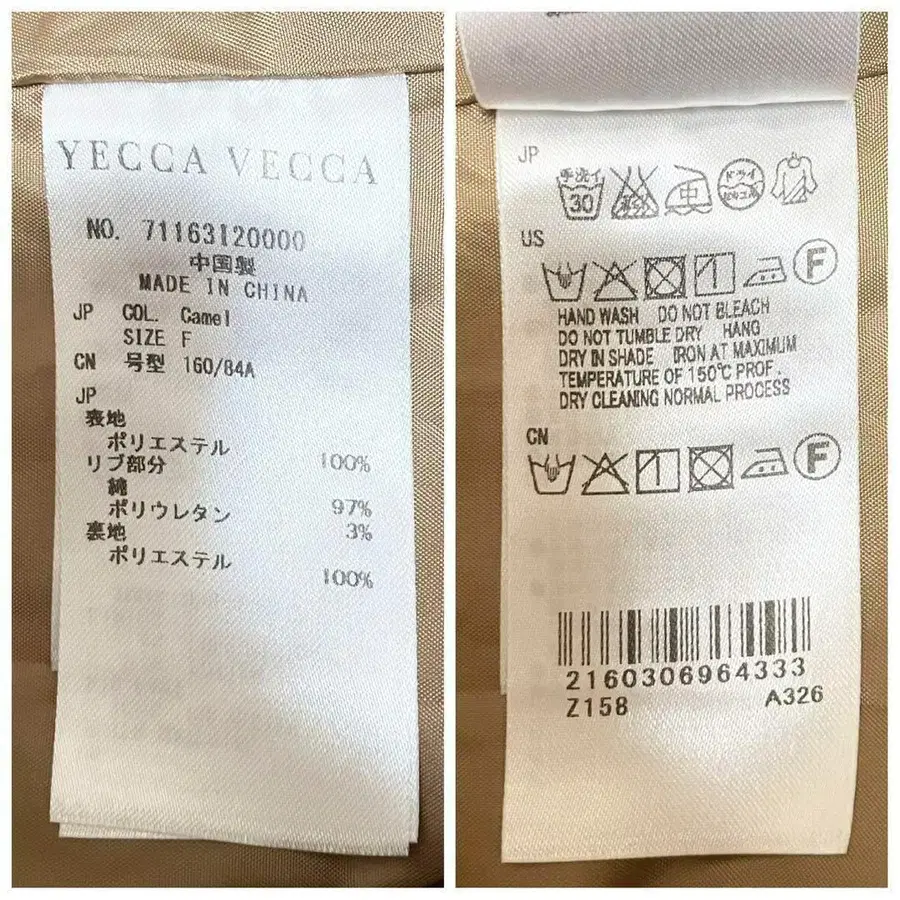 YECCA VECCA
NO. 71163120000
中国製
MADE IN CHINA
JP COL. Camel
SIZE F
CN 号型 160/84A
JP
表地
ポリエステル 100%
リブ部分
綿 97%
ポリウレタン 3%
裏地
ポリエステル 100%
JP
手洗イ
30
中
ドライ
US
F
HAND WASH DO NOT BLEACH
DO NOT TUMBLE DRY HANG
DRY IN SHADE IRON AT MAXIMUM
TEMPERATURE OF 150℃ PROF.
DRY CLEANING NORMAL PROCESS
CN
F
2160306964333
Z158 A326